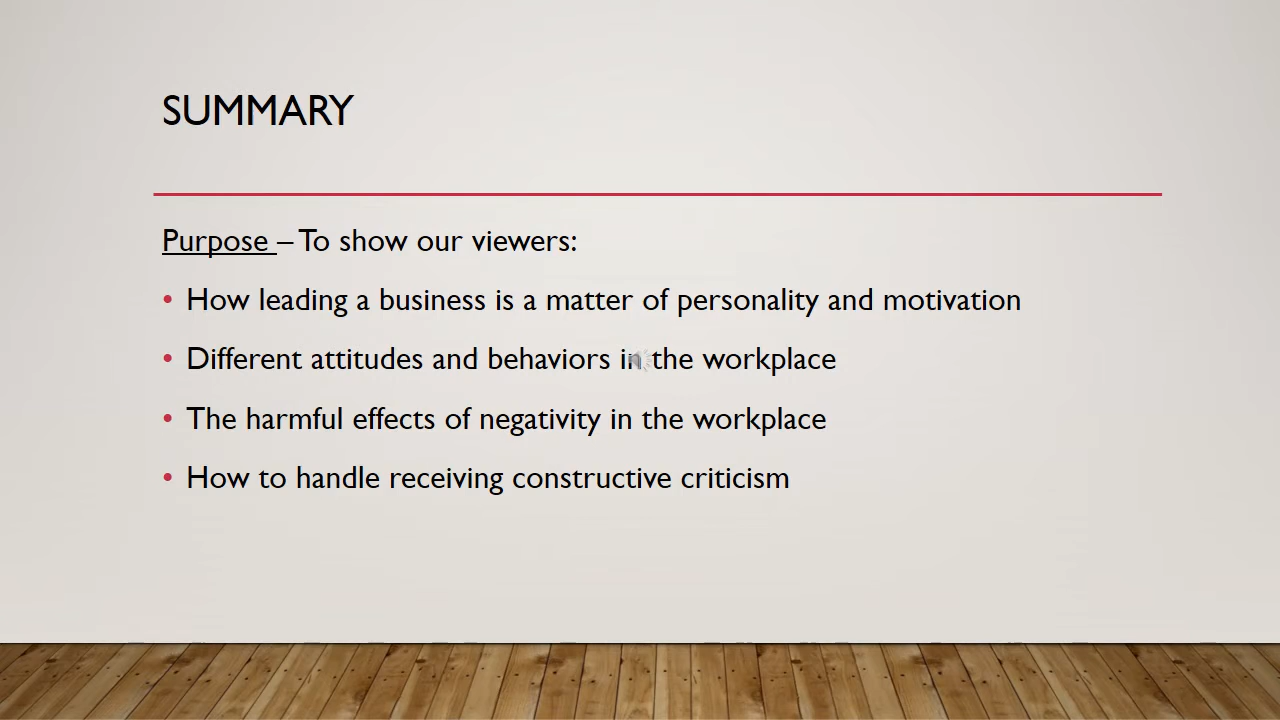 SUMMARY
Purpose – To show our viewers:
• How leading a business is a matter of personality and motivation
• Different attitudes and behaviors in the workplace
• The harmful effects of negativity in the workplace
• How to handle receiving constructive criticism